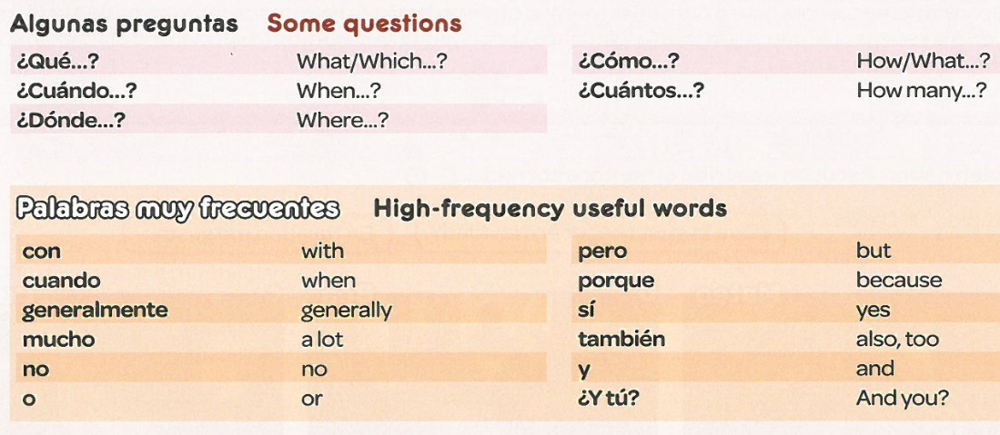 Algunas preguntas Some questions
¿Qué...? What/Which...? ¿Cómo...? How/What...?
¿Cuándo...? When...? ¿Cuántos...? How many...?
¿Dónde...? Where...?
Palabras muy frecuentes High-frequency useful words
con with pero but
cuando when porque because
generalmente generally sí yes
mucho a lot también also, too
no no y and
o or ¿Y tú? And you?